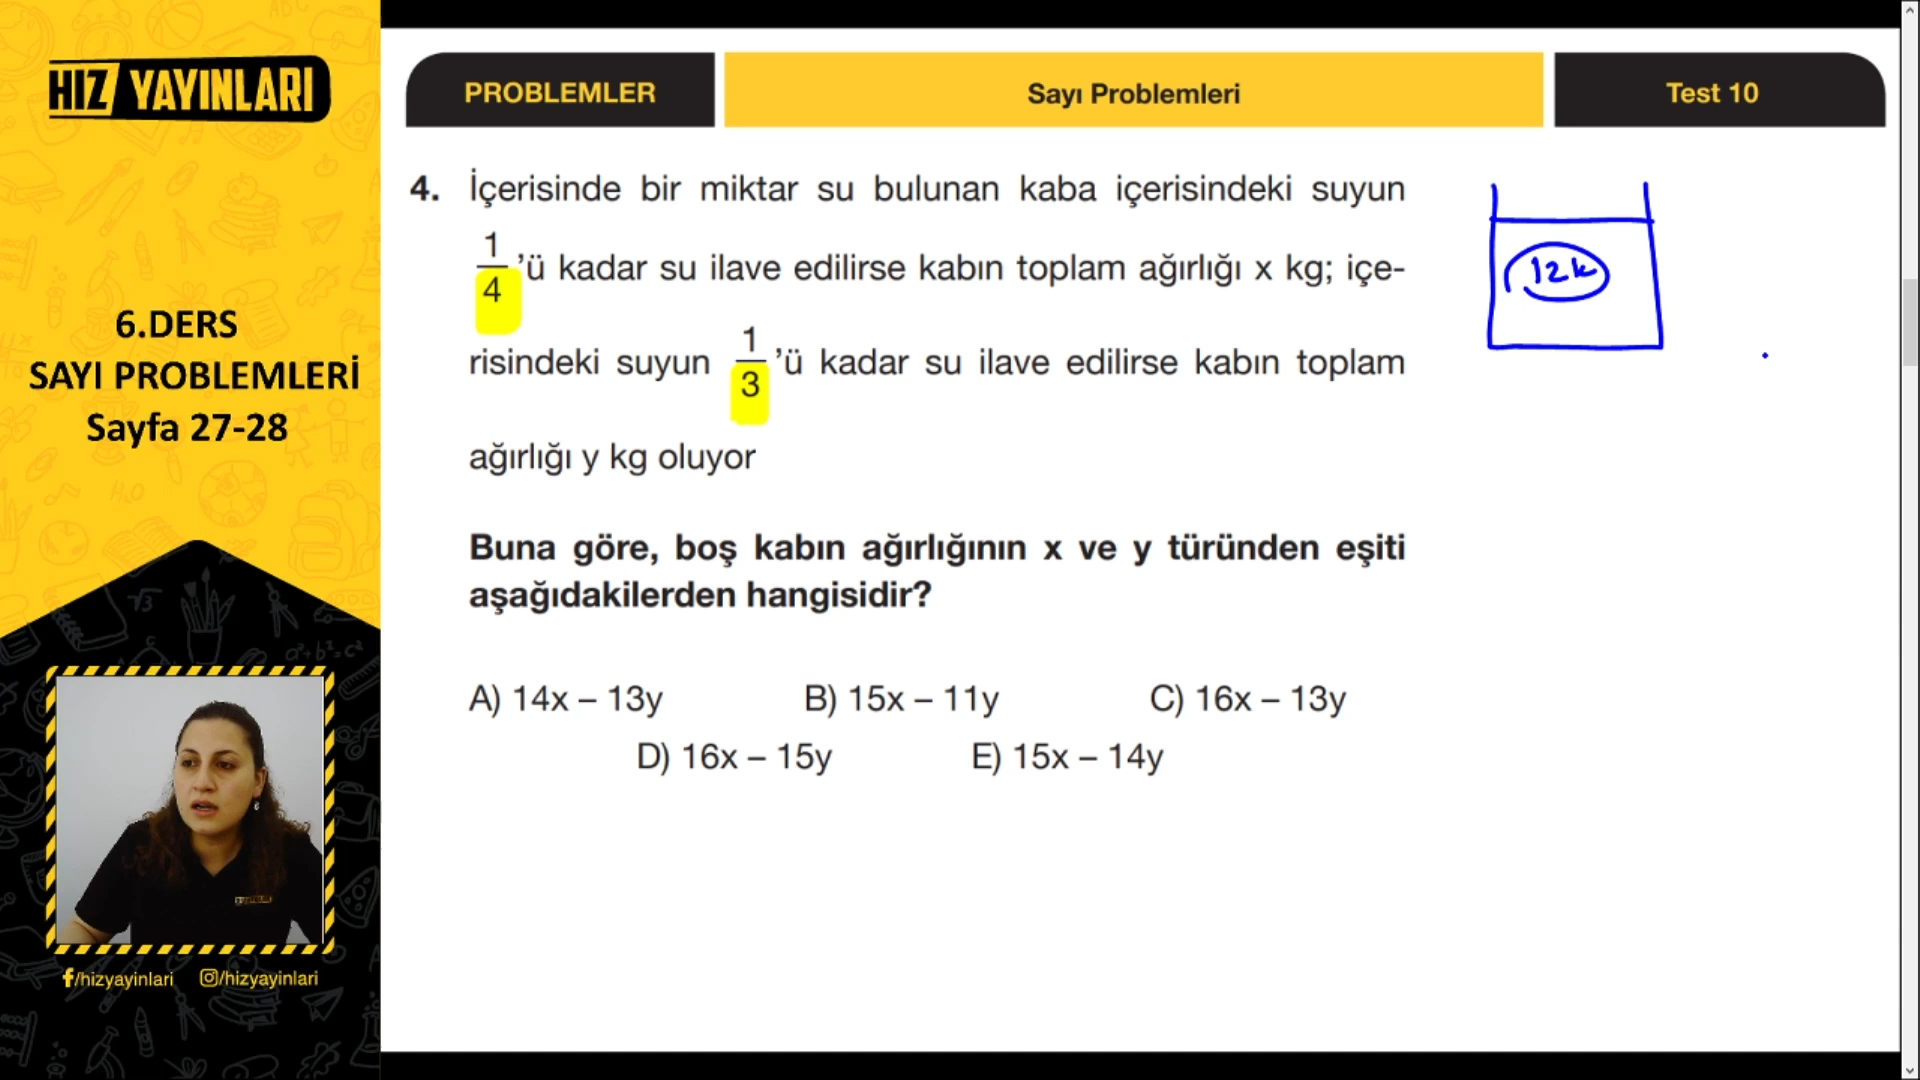 HIZ YAYINLARI
6.DERS
SAYI PROBLEMLERİ
Sayfa 27-28
f/hizyayinlari /hizyayinlari
PROBLEMLER Sayı Problemleri Test 10
4. İçerisinde bir miktar su bulunan kaba içerisindeki suyun
1/4 'ü kadar su ilave edilirse kabın toplam ağırlığı x kg; içe-
risindeki suyun 1/3 'ü kadar su ilave edilirse kabın toplam
ağırlığı y kg oluyor
Buna göre, boş kabın ağırlığının x ve y türünden eşiti
aşağıdakilerden hangisidir?
A) 14x – 13y B) 15x – 11y C) 16x – 13y
D) 16x – 15y E) 15x – 14y
12k